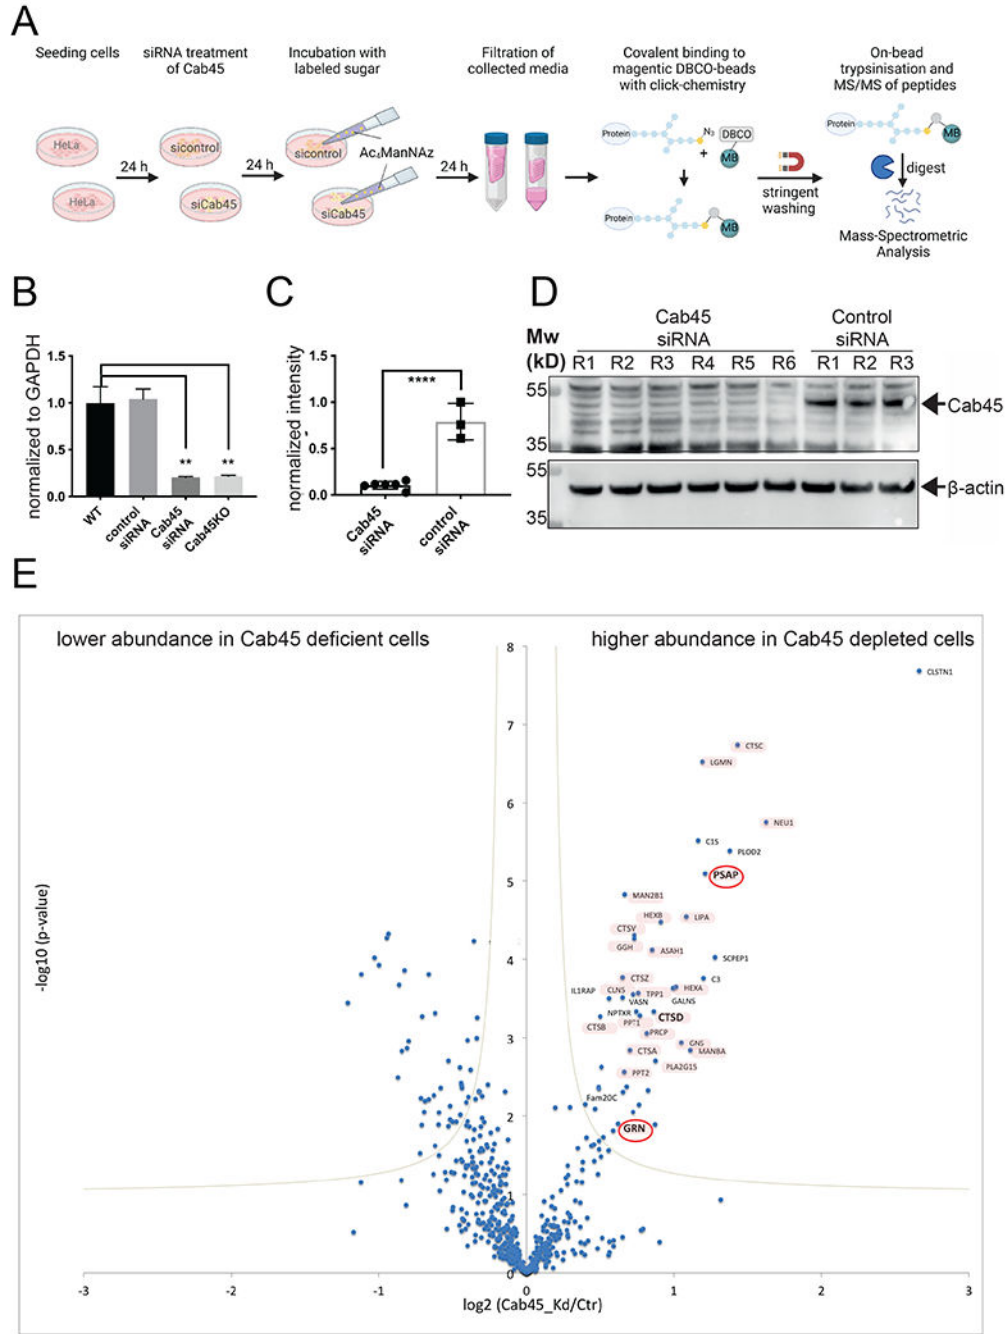 A
Seeding cells
siRNA treatment
of Cab45
Incubation with
labeled sugar
Filtration of
collected media
Covalent binding to
magentic DBCO-beads
with click-chemistry
On-bead
trypsinisation and
MS/MS of peptides
HeLa
HeLa
24 h
sicontrol
siCab45
24 h
sicontrol
siCab45
Ac₄ManNAz
24 h
Protein
N₃
+
DBCO
MB
Protein
MB
stringent
washing
Protein
MB
digest
Mass-Spectrometric
Analysis
B
normalized to GAPDH
1.5
1.0
0.5
0.0
**
**
WT
control
siRNA
Cab45
siRNA
Cab45KO
C
normalized intensity
1.5
1.0
0.5
0.0
****
Cab45
siRNA
control
siRNA
D
Mw
(kD)
Cab45
siRNA
Control
siRNA
R1 R2 R3 R4 R5 R6 R1 R2 R3
55
35
Cab45
55
35
β-actin
E
lower abundance in Cab45 deficient cells
higher abundance in Cab45 depleted cells
-log10 (p-value)
8
7
6
5
4
3
2
1
0
CLSTN1
CTSC
LGMN
NEU1
C1S
PLOD2
PSAP
MAN2B1
HEXB
LIPA
CTSV
GGH
ASAH1
SCPEP1
CTSZ
C3
IL1RAP
CLN5
TPP1
HEXA
VASN
GALNS
NPTXR
CTSD
CTSB
PPT1
PRCP
GNS
CTSA
MANBA
PPT2
PLA2G15
Fam20C
GRN
-3
-2
-1
0
1
2
3
log2 (Cab45_Kd/Ctr)